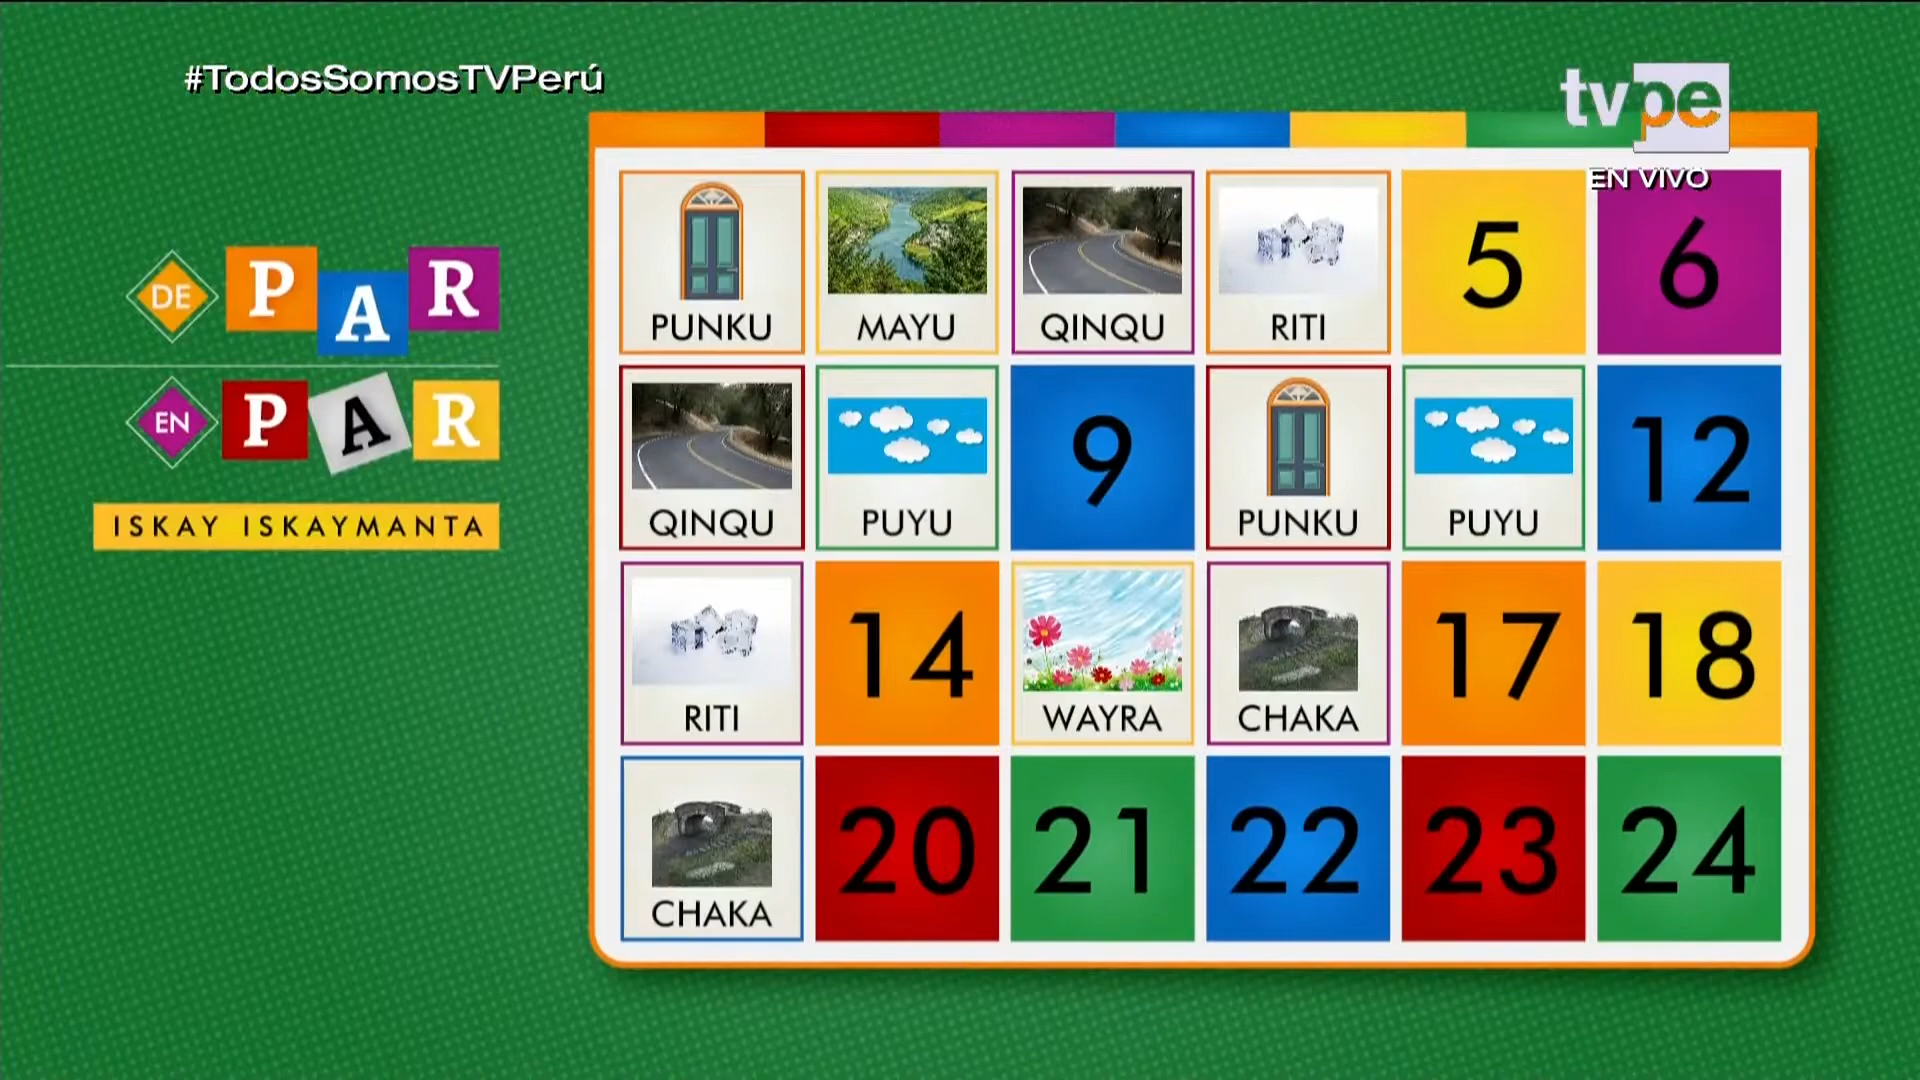 #TodosSomosTVPerú
tvpe
EN VIVO
DE PAR
EN PAR
ISKAY ISKAYMANTA
PUNKU MAYU QINQU RITI 5 6
QINQU PUYU 9 PUNKU PUYU 12
RITI 14 WAYRA CHAKA 17 18
CHAKA 20 21 22 23 24